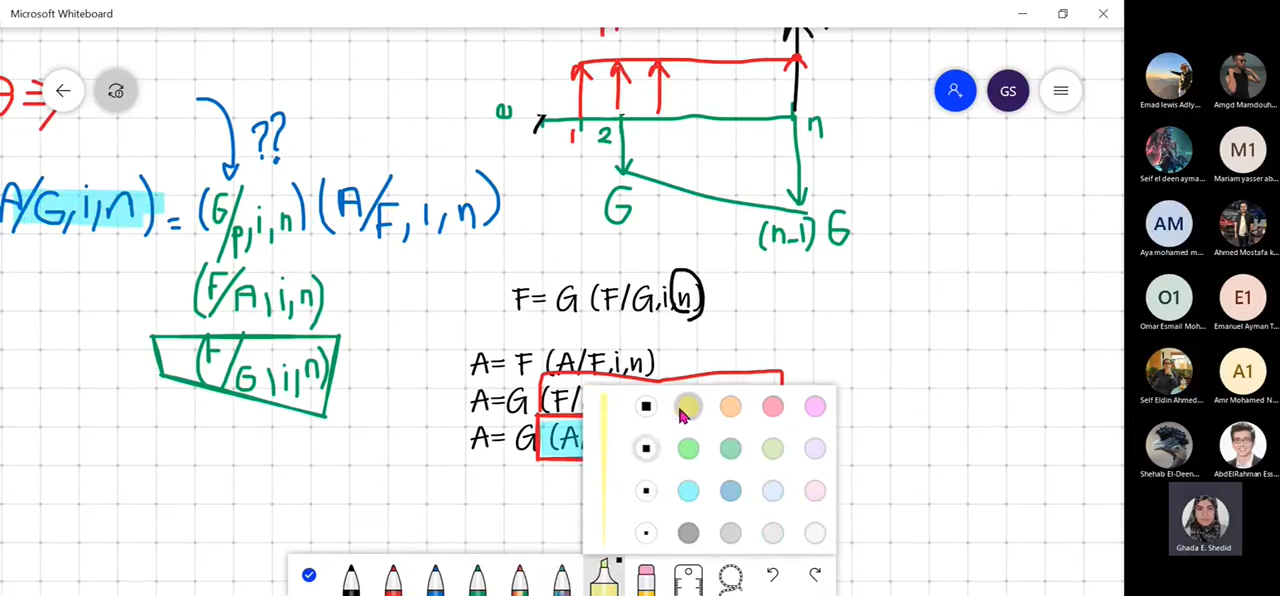 Microsoft Whiteboard
GS
0
1
2
n
G
(n-1) G
??
A/G,i,n) = (G/p,i,n) (A/F,i,n)
(F/A,i,n)
(F/G,i,n)
F= G (F/G,i,n)
A= F (A/F,i,n)
A=G (F/
A= G (A
Emad lewis Adly...
Amgd Mamdouh...
Seif el deen ayma...
M1
Mariam yasser ab...
AM
Aya mohamed m...
Ahmed Mostafa k...
O1
Omar Esmail Moh...
E1
Emanuel Ayman T...
Seif Eldin Ahmed...
A1
Amr Mohamed N...
Shehab El-Deen...
AbdElRahman Ess...
Ghada E. Shedid